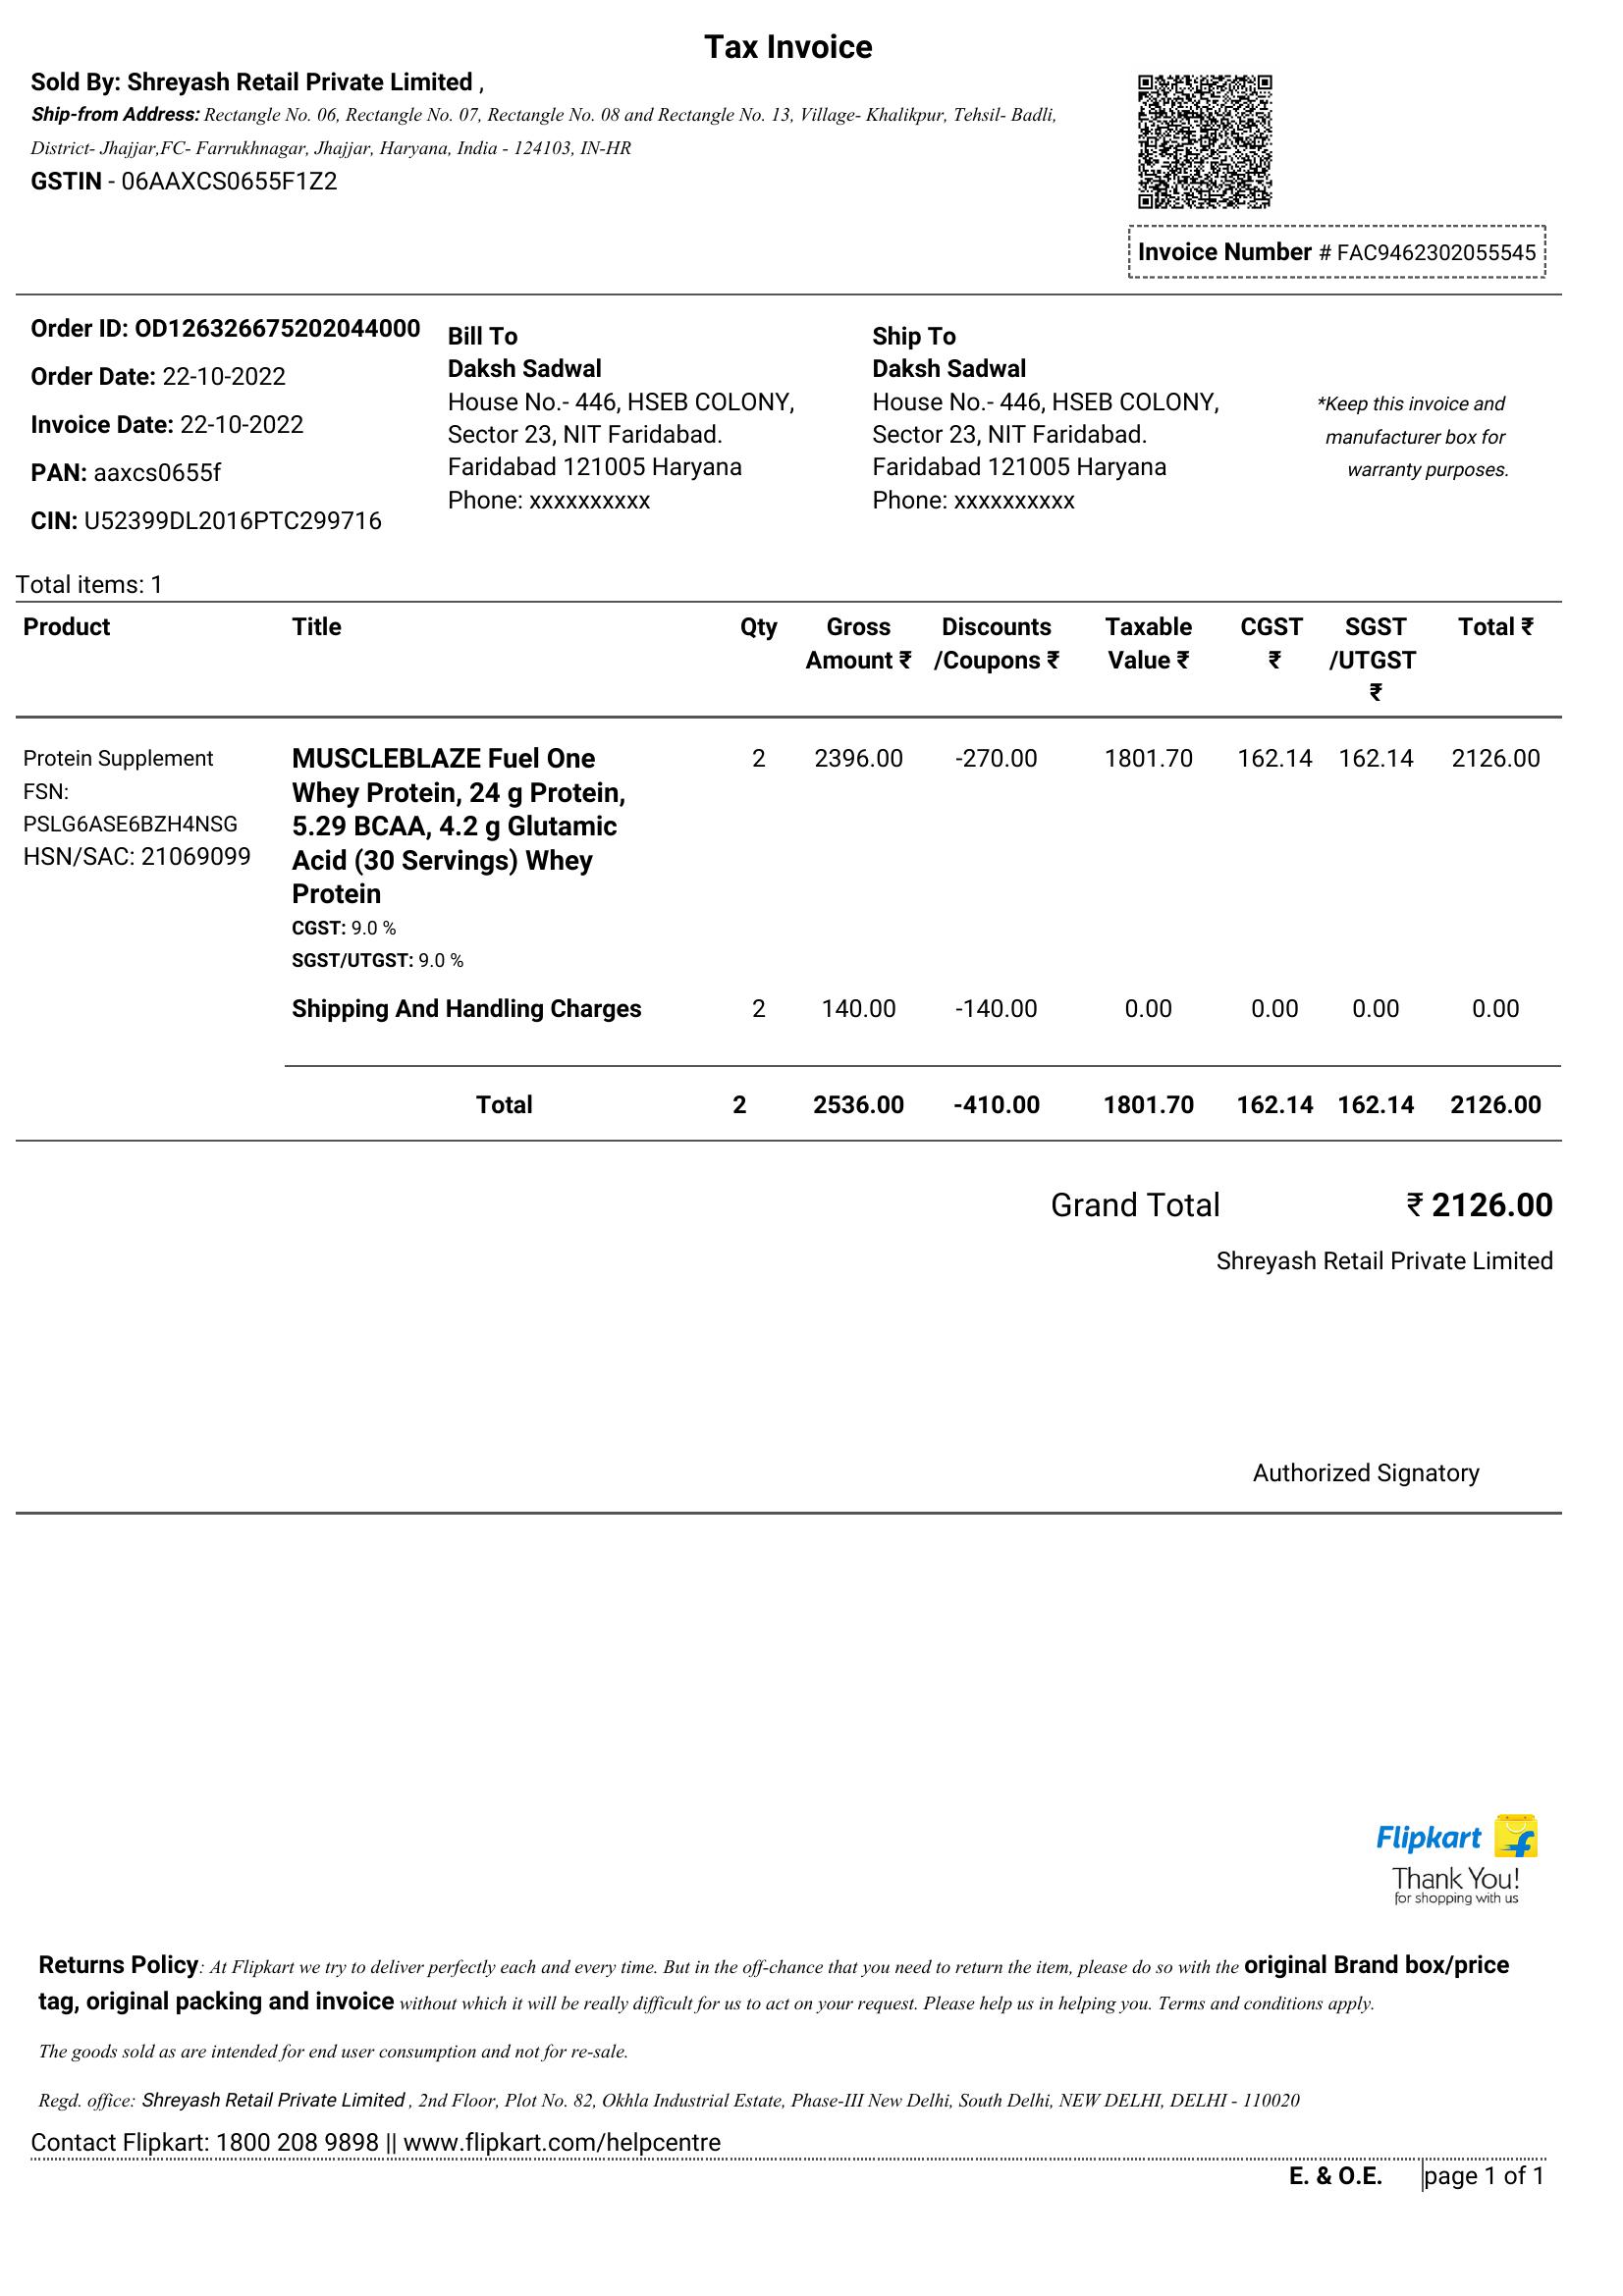 Tax Invoice
Sold By: Shreyash Retail Private Limited ,
Ship-from Address: Rectangle No. 06, Rectangle No. 07, Rectangle No. 08 and Rectangle No. 13, Village- Khalikpur, Tehsil- Badli,
District- Jhajjar,FC- Farrukhnagar, Jhajjar, Haryana, India - 124103, IN-HR
GSTIN - 06AAXCS0655F1Z2
Invoice Number # FAC9462302055545
Order ID: OD126326675202044000
Order Date: 22-10-2022
Invoice Date: 22-10-2022
PAN: aaxcs0655f
CIN: U52399DL2016PTC299716
Bill To
Daksh Sadwal
House No.- 446, HSEB COLONY,
Sector 23, NIT Faridabad.
Faridabad 121005 Haryana
Phone: xxxxxxxxxx
Ship To
Daksh Sadwal
House No.- 446, HSEB COLONY,
Sector 23, NIT Faridabad.
Faridabad 121005 Haryana
Phone: xxxxxxxxxx
*Keep this invoice and
manufacturer box for
warranty purposes.
Total items: 1
Product Title Qty Gross Discounts Taxable CGST SGST Total ₹
Amount ₹ /Coupons ₹ Value ₹ ₹ /UTGST
₹
Protein Supplement
FSN:
PSLG6ASE6BZH4NSG
HSN/SAC: 21069099
MUSCLEBLAZE Fuel One 2 2396.00 -270.00 1801.70 162.14 162.14 2126.00
Whey Protein, 24 g Protein,
5.29 BCAA, 4.2 g Glutamic
Acid (30 Servings) Whey
Protein
CGST: 9.0 %
SGST/UTGST: 9.0 %
Shipping And Handling Charges 2 140.00 -140.00 0.00 0.00 0.00 0.00
Total 2 2536.00 -410.00 1801.70 162.14 162.14 2126.00
Grand Total ₹ 2126.00
Shreyash Retail Private Limited
Authorized Signatory
Flipkart
Thank You!
for shopping with us
Returns Policy: At Flipkart we try to deliver perfectly each and every time. But in the off-chance that you need to return the item, please do so with the original Brand box/price
tag, original packing and invoice without which it will be really difficult for us to act on your request. Please help us in helping you. Terms and conditions apply.
The goods sold as are intended for end user consumption and not for re-sale.
Regd. office: Shreyash Retail Private Limited , 2nd Floor, Plot No. 82, Okhla Industrial Estate, Phase-III New Delhi, South Delhi, NEW DELHI, DELHI - 110020
Contact Flipkart: 1800 208 9898 || www.flipkart.com/helpcentre
E. & O.E. page 1 of 1